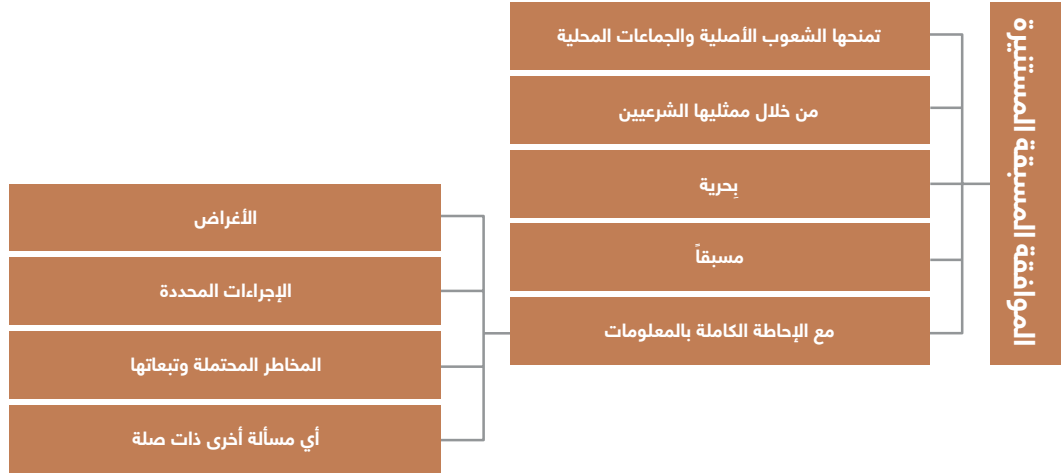 الموافقة المسبقة المستنيرة
تمنحها الشعوب الأصلية والجماعات المحلية
من خلال ممثليها الشرعيين
بِحرية
مسبقاً
مع الإحاطة الكاملة بالمعلومات
الأغراض
الإجراءات المحددة
المخاطر المحتملة وتبعاتها
أي مسألة أخرى ذات صلة